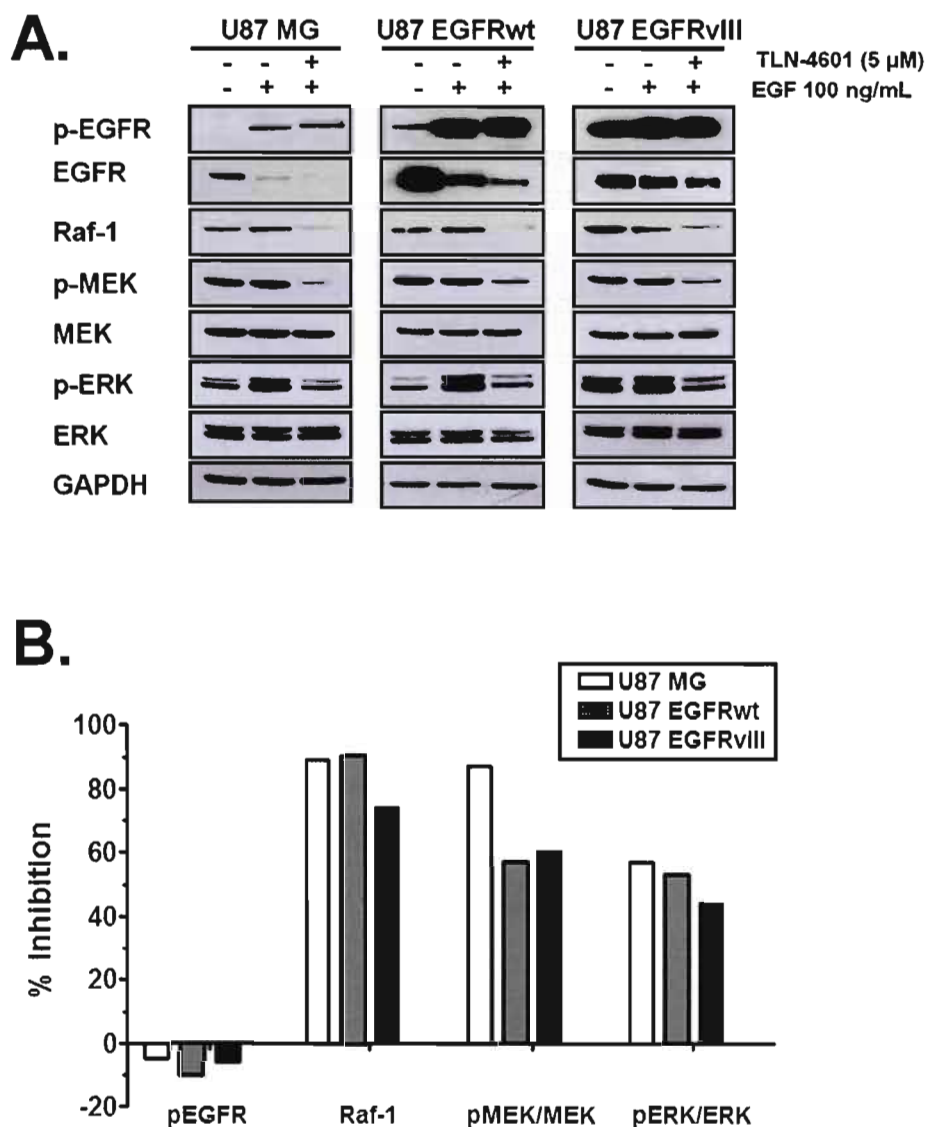 A.
U87 MG U87 EGFRwt U87 EGFRvIII
- - + - - + - - + TLN-4601 (5 µM)
- + + - + + - + + EGF 100 ng/mL
p-EGFR
EGFR
Raf-1
p-MEK
MEK
p-ERK
ERK
GAPDH
B.
U87 MG
U87 EGFRwt
U87 EGFRvIII
% Inhibition
100
80
60
40
20
0
-20
pEGFR Raf-1 pMEK/MEK pERK/ERK